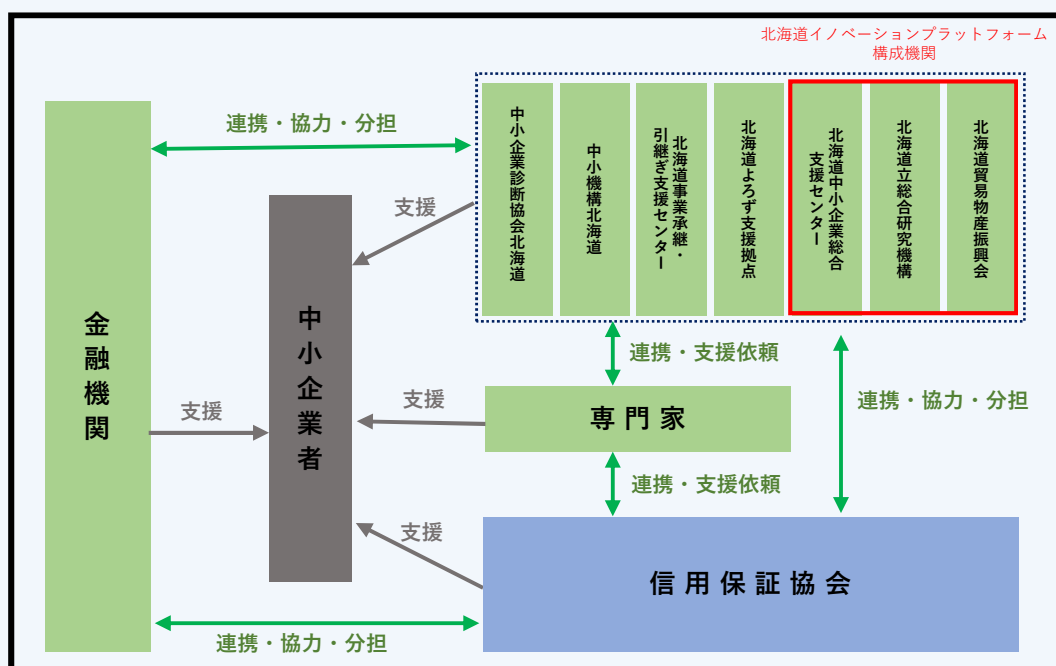 北海道イノベーションプラットフォーム
構成機関
連携・協力・分担
中小企業診断協会北海道
中小機構北海道
北海道事業承継・
引継ぎ支援センター
北海道よろず支援拠点
北海道中小企業総合
支援センター
北海道立総合研究機構
北海道貿易物産振興会
支援
金融機関
中小企業者
連携・支援依頼
支援
支援
専門家
連携・協力・分担
連携・支援依頼
支援
信用保証協会
連携・協力・分担